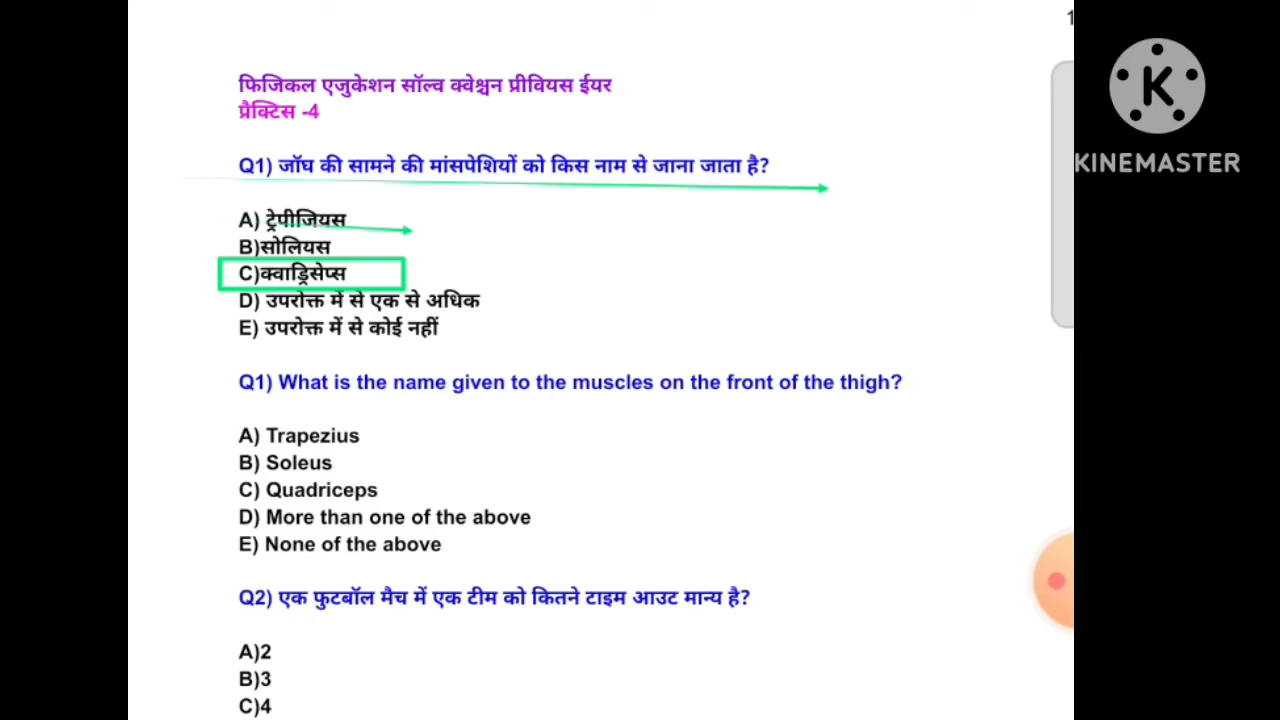 फिजिकल एजुकेशन सॉल्व क्वेश्चन प्रीवियस ईयर
प्रैक्टिस -4
Q1) जॉघ की सामने की मांसपेशियों को किस नाम से जाना जाता है?
A) ट्रेपीजियस
B)सोलियस
C)क्वाड्रिसेप्स
D) उपरोक्त में से एक से अधिक
E) उपरोक्त में से कोई नहीं
Q1) What is the name given to the muscles on the front of the thigh?
A) Trapezius
B) Soleus
C) Quadriceps
D) More than one of the above
E) None of the above
Q2) एक फुटबॉल मैच में एक टीम को कितने टाइम आउट मान्य है?
A)2
B)3
C)4
K
KINEMASTER